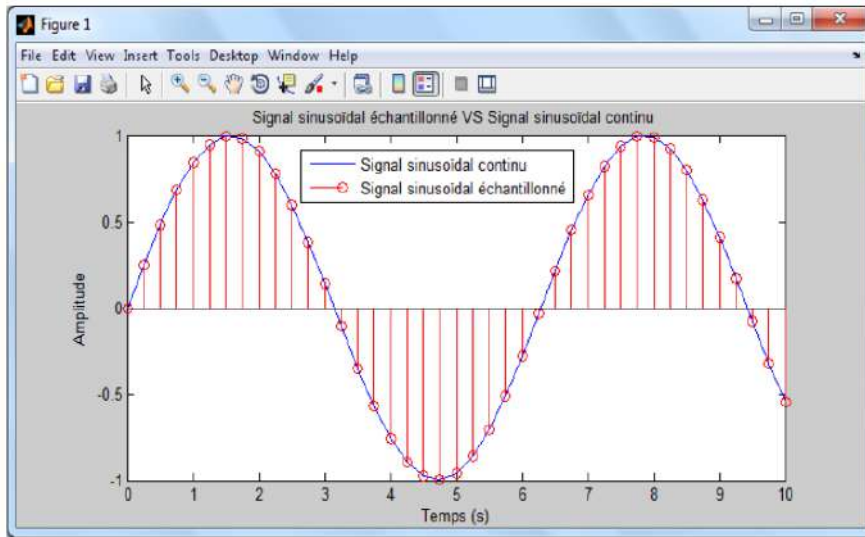 Figure 1
File Edit View Insert Tools Desktop Window Help
Signal sinusoïdal échantillonné VS Signal sinusoïdal continu
Signal sinusoïdal continu
Signal sinusoïdal échantillonné
1
0.5
0
-0.5
-1
Amplitude
0 1 2 3 4 5 6 7 8 9 10
Temps (s)